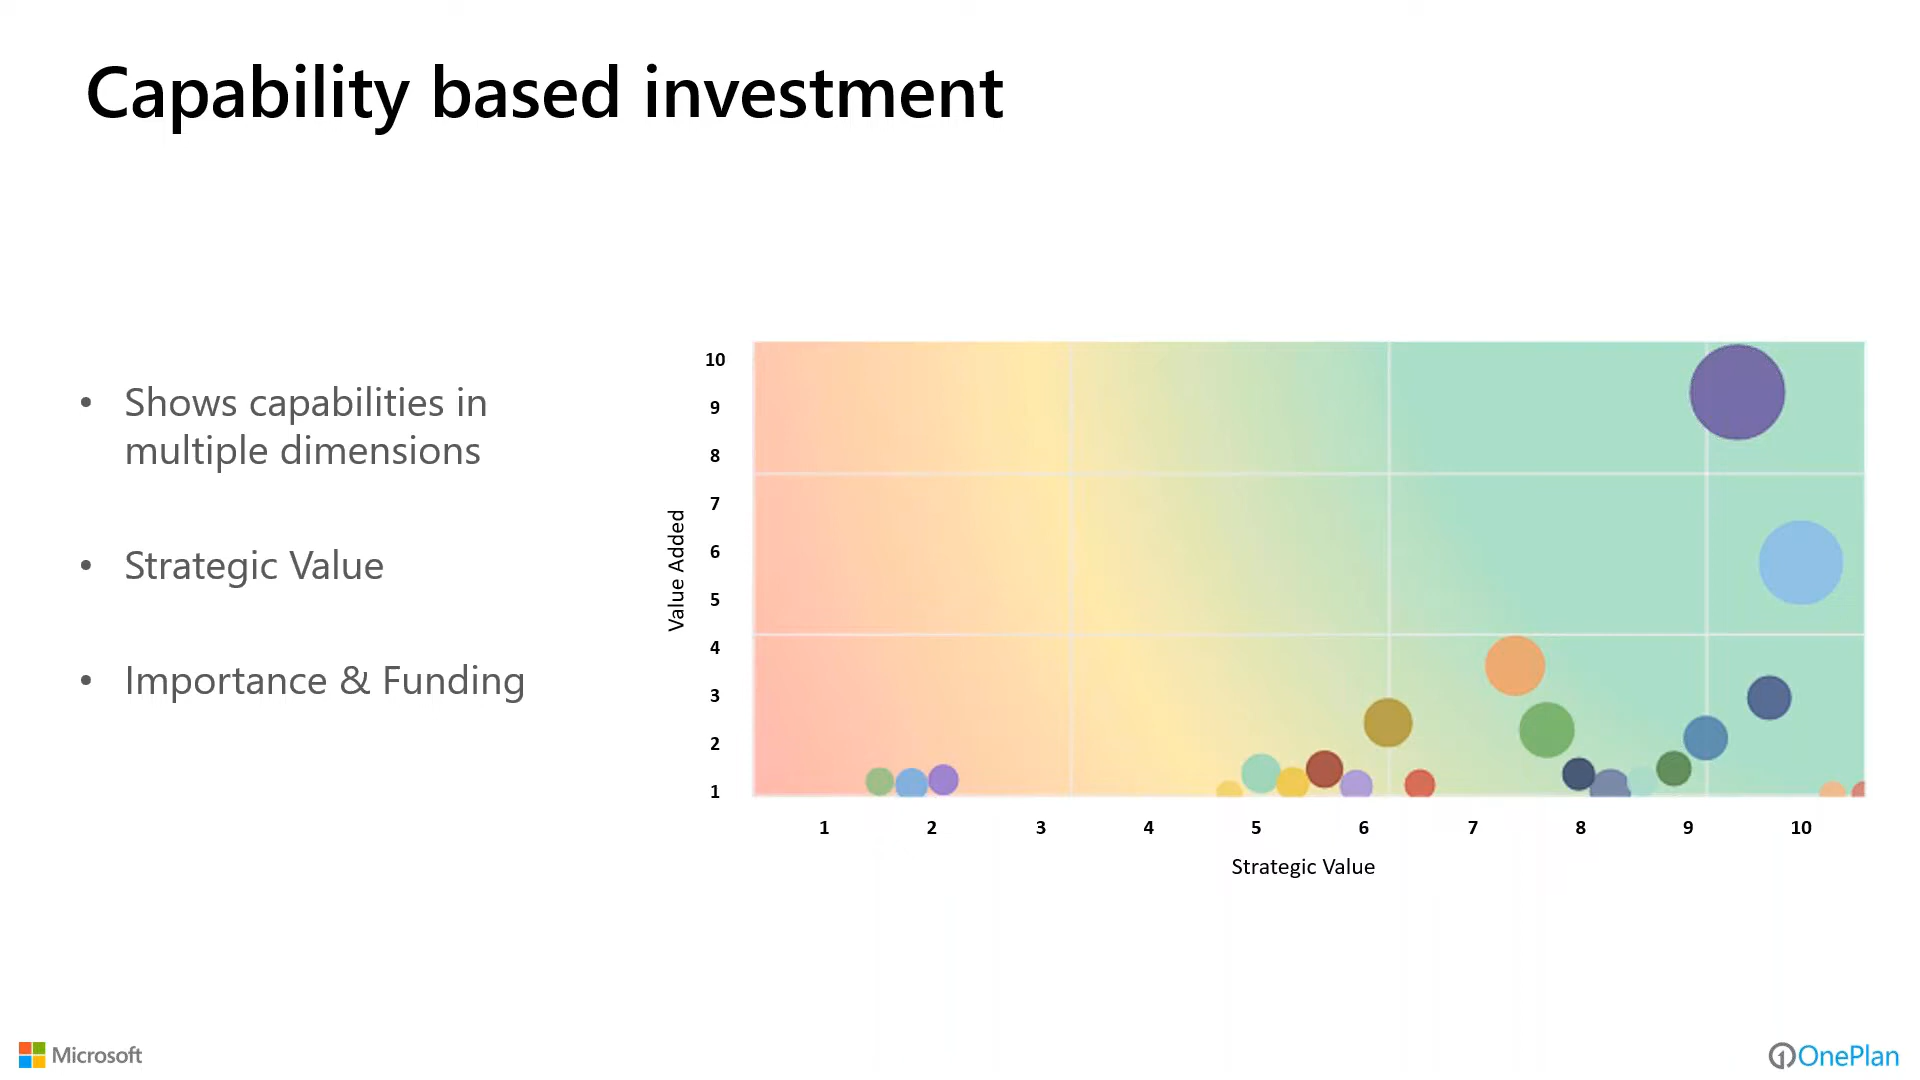 Capability based investment
• Shows capabilities in
multiple dimensions
• Strategic Value
• Importance & Funding
Value Added
10
9
8
7
6
5
4
3
2
1
1 2 3 4 5 6 7 8 9 10
Strategic Value
Microsoft
OnePlan